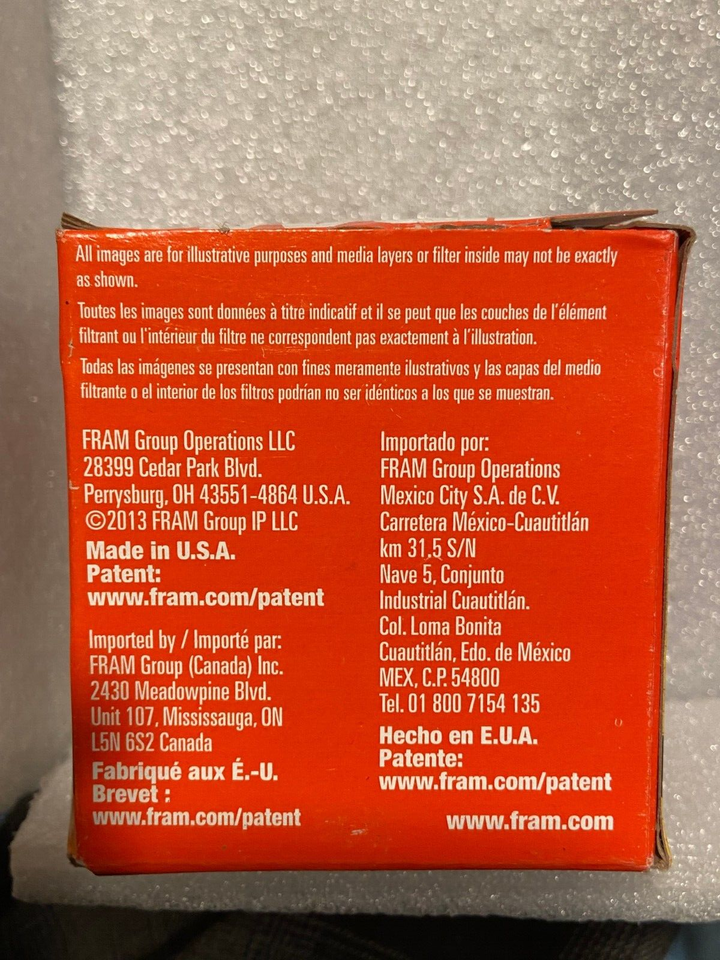 All images are for illustrative purposes and media layers or filter inside may not be exactly
as shown.
Toutes les images sont données à titre indicatif et il se peut que les couches de l'élément
filtrant ou l'intérieur du filtre ne correspondent pas exactement à l'illustration.
Todas las imágenes se presentan con fines meramente ilustrativos y las capas del medio
filtrante o el interior de los filtros podrían no ser idénticos a los que se muestran.
FRAM Group Operations LLC
28399 Cedar Park Blvd.
Perrysburg, OH 43551-4864 U.S.A.
©2013 FRAM Group IP LLC
Made in U.S.A.
Patent:
www.fram.com/patent
Imported by / Importé par:
FRAM Group (Canada) Inc.
2430 Meadowpine Blvd.
Unit 107, Mississauga, ON
L5N 6S2 Canada
Fabriqué aux É.-U.
Brevet :
www.fram.com/patent
Importado por:
FRAM Group Operations
Mexico City S.A. de C.V.
Carretera México-Cuautitlán
km 31,5 S/N
Nave 5, Conjunto
Industrial Cuautitlán.
Col. Loma Bonita
Cuautitlán, Edo. de México
MEX, C.P. 54800
Tel. 01 800 7154 135
Hecho en E.U.A.
Patente:
www.fram.com/patent
www.fram.com